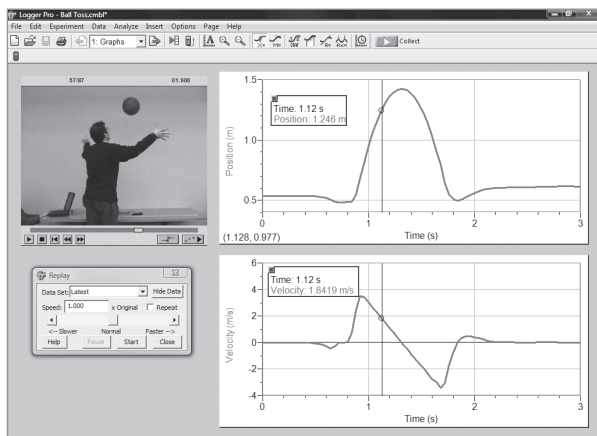 Logger Pro - Ball Toss.cmbl*
File Edit Experiment Data Analyze Insert Options Page Help
1: Graphs
Collect
57/87 01.900
Replay
Data Set: Latest Hide Data
Speed: 1.000 x Original Repeat
<-- Slower Normal Faster -->
Help Pause Start Close
1.5
Time: 1.12 s
Position: 1.246 m
1.0
Position (m)
0.5
0 1 2 3
(1.128, 0.977) Time (s)
6
Time: 1.12 s
Velocity: 1.8419 m/s
4
2
Velocity (m/s)
0
-2
-4
0 1 2 3
Time (s)